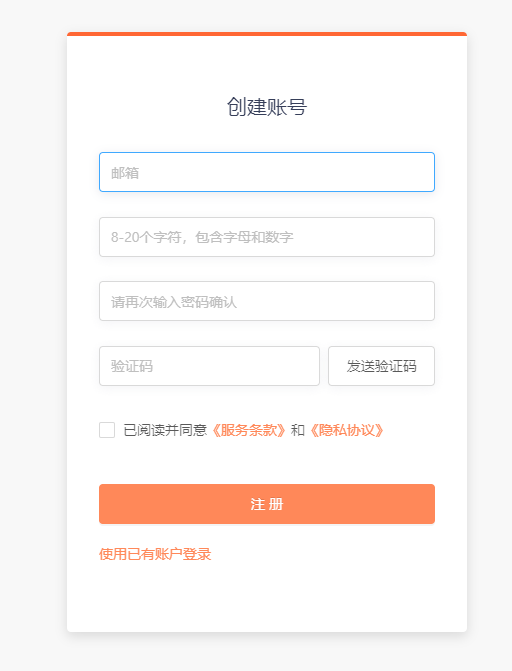 创建账号
邮箱
8-20个字符，包含字母和数字
请再次输入密码确认
验证码 发送验证码
已阅读并同意《服务条款》和《隐私协议》
注 册
使用已有账户登录